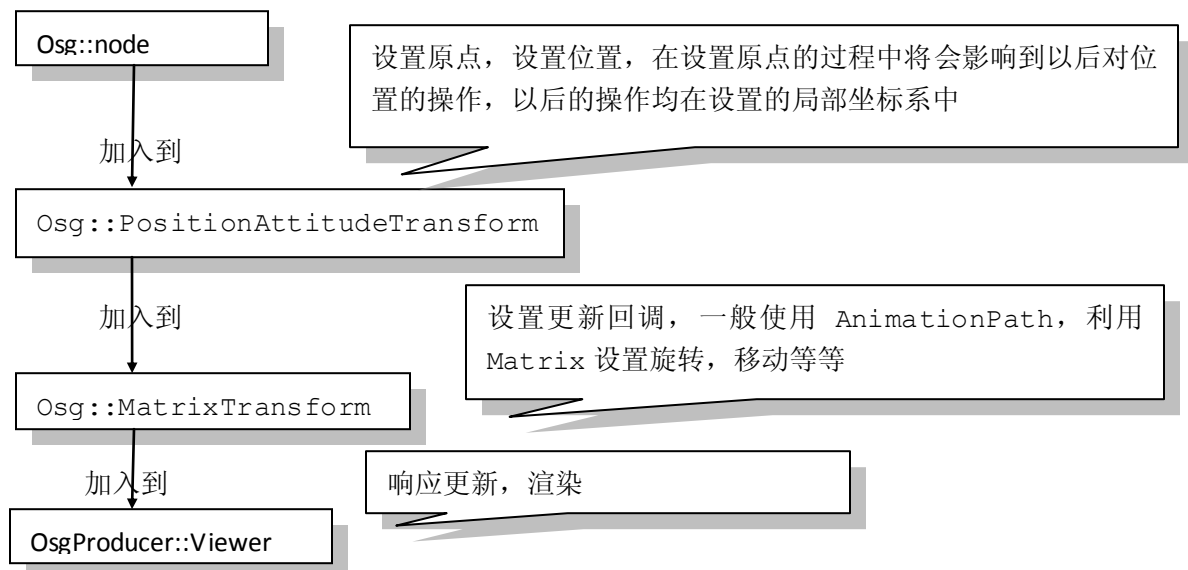 Osg::node
设置原点，设置位置，在设置原点的过程中将会影响到以后对位
置的操作，以后的操作均在设置的局部坐标系中
加入到
Osg::PositionAttitudeTransform
加入到
设置更新回调，一般使用 AnimationPath，利用
Matrix 设置旋转，移动等等
Osg::MatrixTransform
加入到
响应更新，渲染
OsgProducer::Viewer